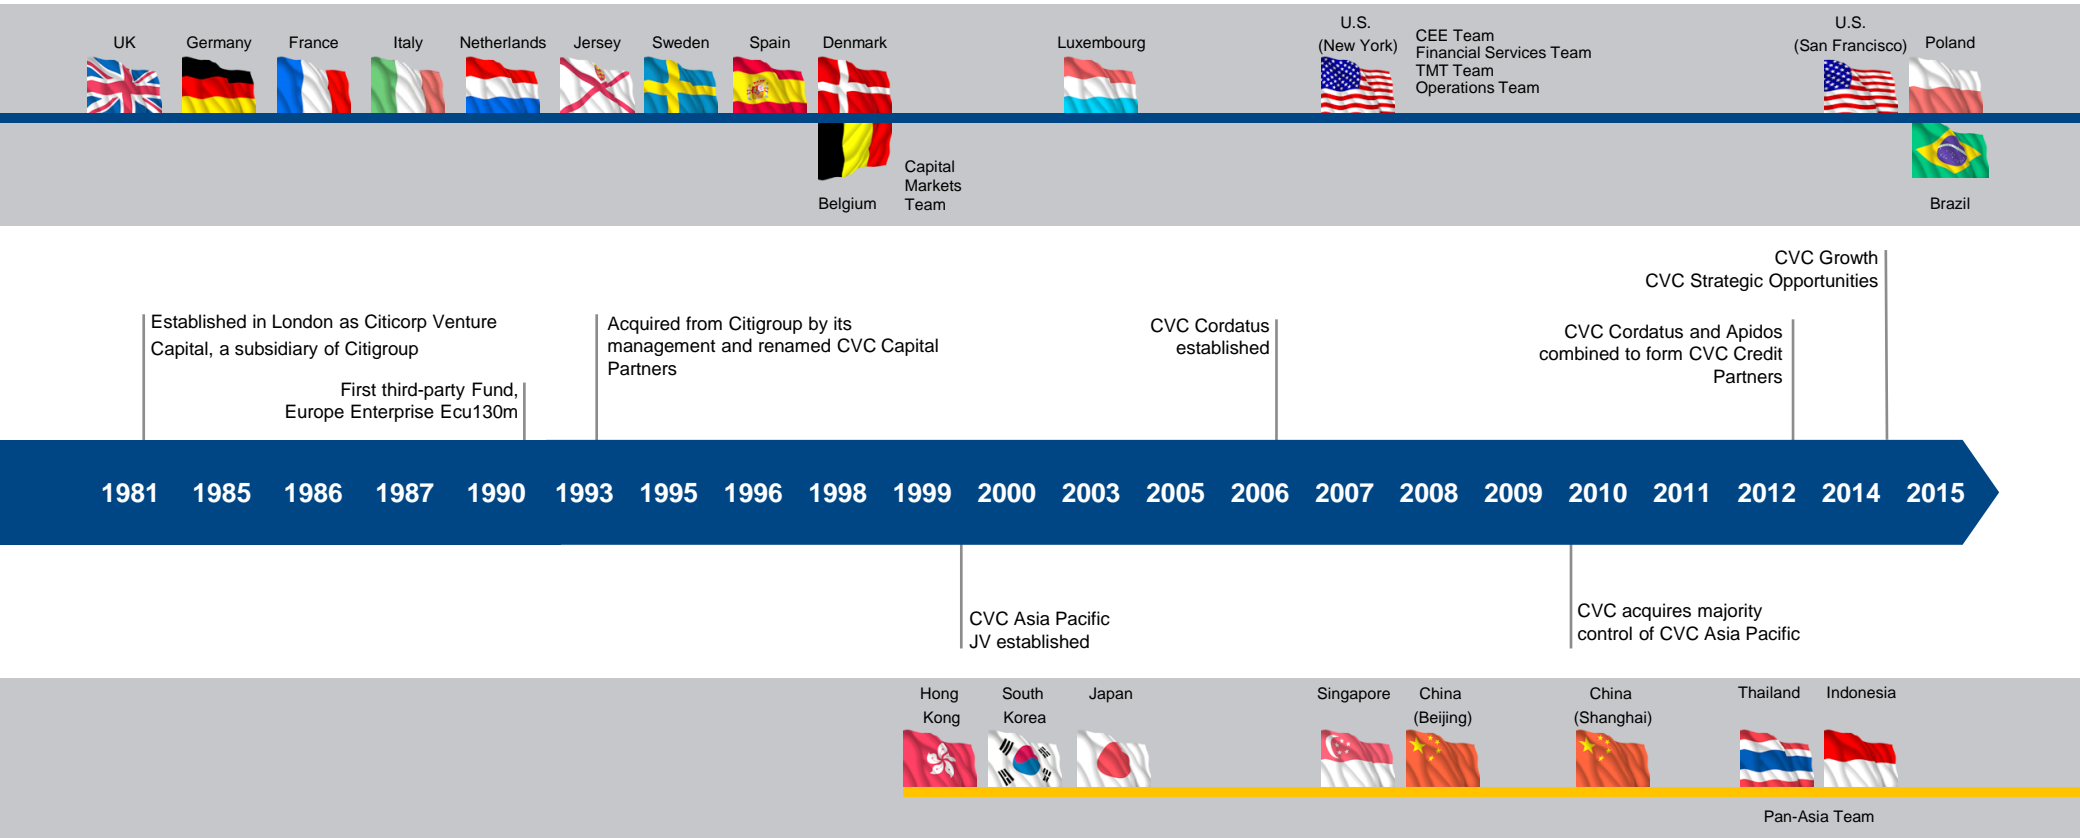 UK
Germany
France
Italy
Netherlands
Jersey
Sweden
Spain
Denmark
Luxembourg
U.S.
(New York)
CEE Team
Financial Services Team
TMT Team
Operations Team
U.S.
(San Francisco)
Poland
Belgium
Capital
Markets
Team
Brazil
CVC Growth
CVC Strategic Opportunities
Established in London as Citicorp Venture
Capital, a subsidiary of Citigroup
First third-party Fund,
Europe Enterprise Ecu130m
Acquired from Citigroup by its
management and renamed CVC Capital
Partners
CVC Cordatus
established
CVC Cordatus and Apidos
combined to form CVC Credit
Partners
1981 1985 1986 1987 1990 1993 1995 1996 1998 1999 2000 2003 2005 2006 2007 2008 2009 2010 2011 2012 2014 2015
CVC Asia Pacific
JV established
CVC acquires majority
control of CVC Asia Pacific
Hong
Kong
South
Korea
Japan
Singapore
China
(Beijing)
China
(Shanghai)
Thailand
Indonesia
Pan-Asia Team